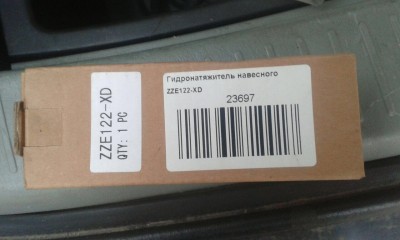 ZZE122-XD
QTY: 1 PC
Гидронатяжитель навесного
ZZE122-XD
23697